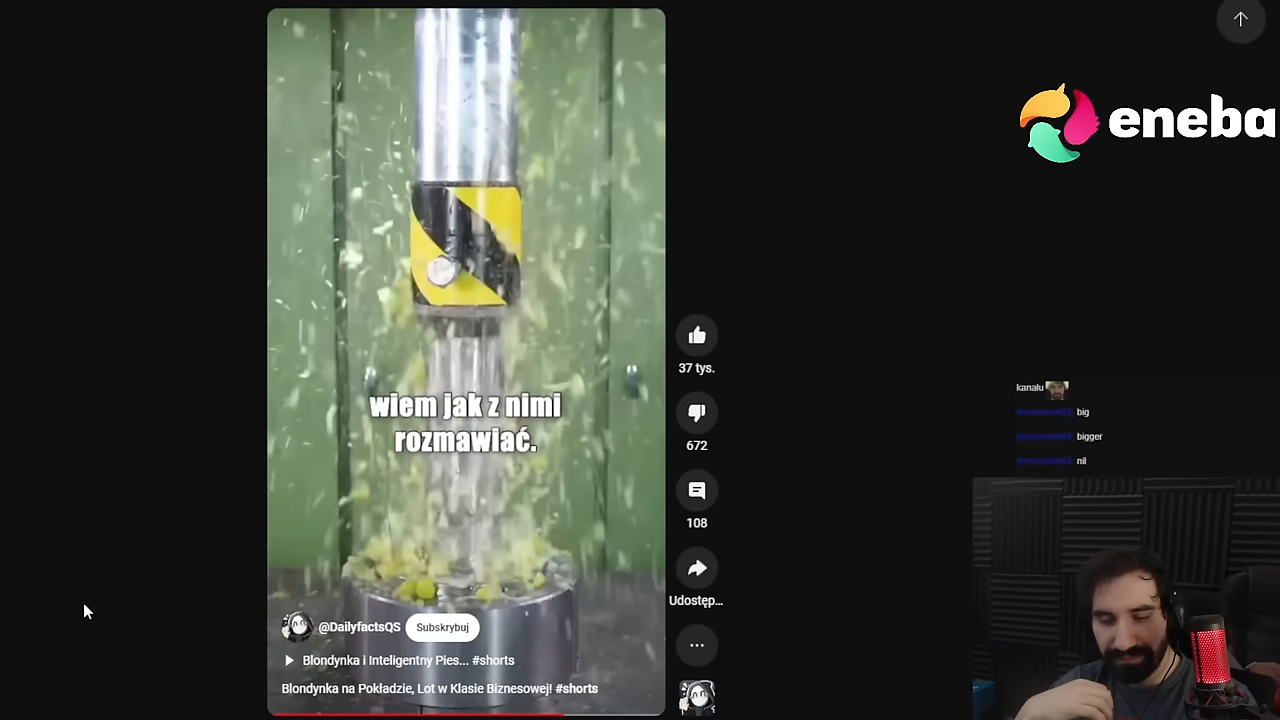 eneba
wiem jak z nimi
rozmawiać.
37 tys.
672
108
Udostęp...
@DailyfactsQS
Subskrybuj
Blondynka i Inteligentny Pies... #shorts
Blondynka na Pokładzie, Lot w Klasie Biznesowej! #shorts
kanalu
big
bigger
nil